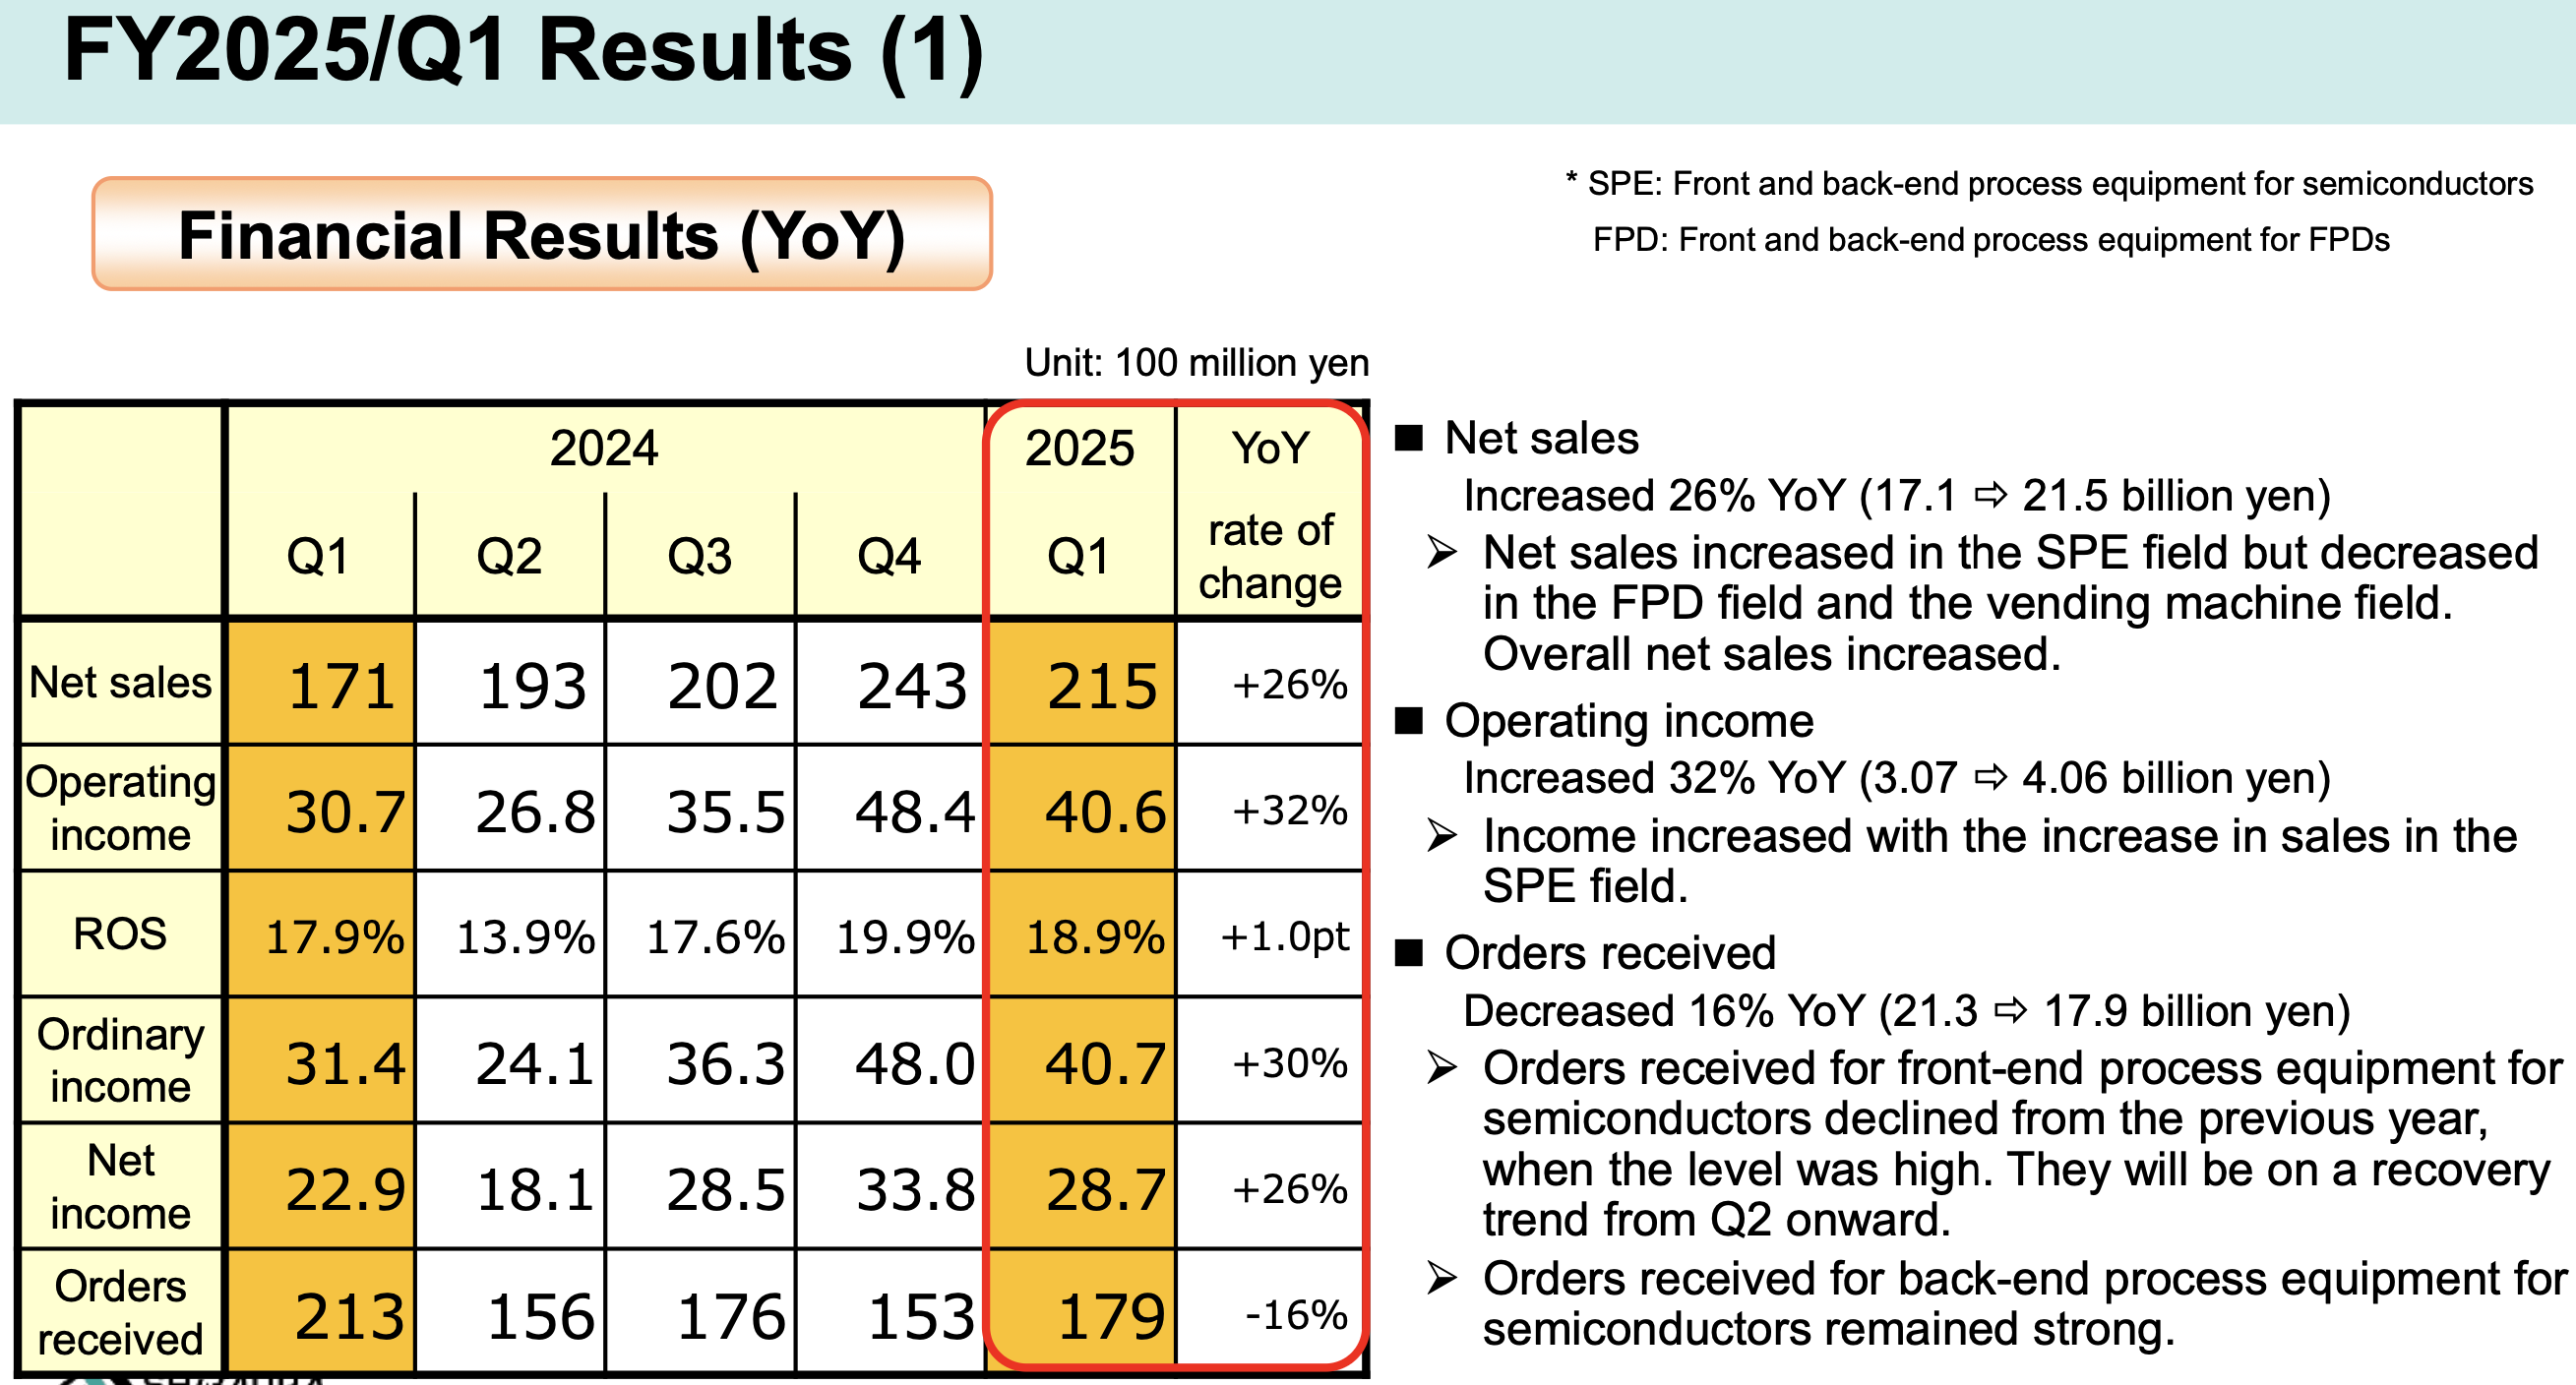 FY2025/Q1 Results (1)
Financial Results (YoY)
* SPE: Front and back-end process equipment for semiconductors
FPD: Front and back-end process equipment for FPDs
Unit: 100 million yen
2024 2025 YoY
Q1 Q2 Q3 Q4 Q1 rate of change
Net sales 171 193 202 243 215 +26%
Operating income 30.7 26.8 35.5 48.4 40.6 +32%
ROS 17.9% 13.9% 17.6% 19.9% 18.9% +1.0pt
Ordinary income 31.4 24.1 36.3 48.0 40.7 +30%
Net income 22.9 18.1 28.5 33.8 28.7 +26%
Orders received 213 156 176 153 179 -16%
■ Net sales
Increased 26% YoY (17.1 ⇨ 21.5 billion yen)
➢ Net sales increased in the SPE field but decreased
in the FPD field and the vending machine field.
Overall net sales increased.
■ Operating income
Increased 32% YoY (3.07 ⇨ 4.06 billion yen)
➢ Income increased with the increase in sales in the
SPE field.
■ Orders received
Decreased 16% YoY (21.3 ⇨ 17.9 billion yen)
➢ Orders received for front-end process equipment for
semiconductors declined from the previous year,
when the level was high. They will be on a recovery
trend from Q2 onward.
➢ Orders received for back-end process equipment for
semiconductors remained strong.